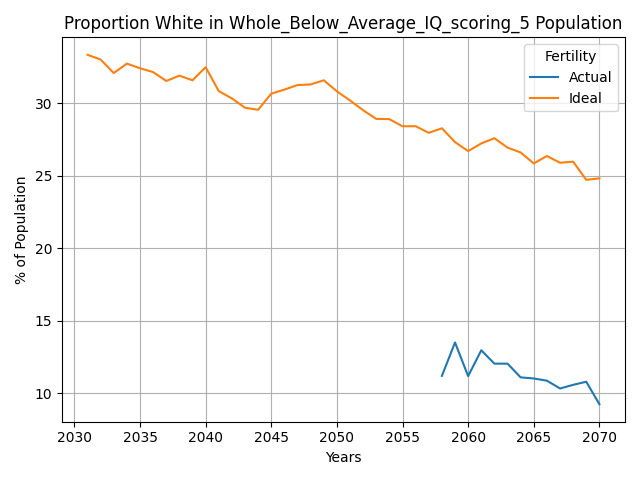 Proportion White in Whole_Below_Average_IQ_scoring_5 Population
Fertility
Actual
Ideal
% of Population
30
25
20
15
10
2030 2035 2040 2045 2050 2055 2060 2065 2070
Years